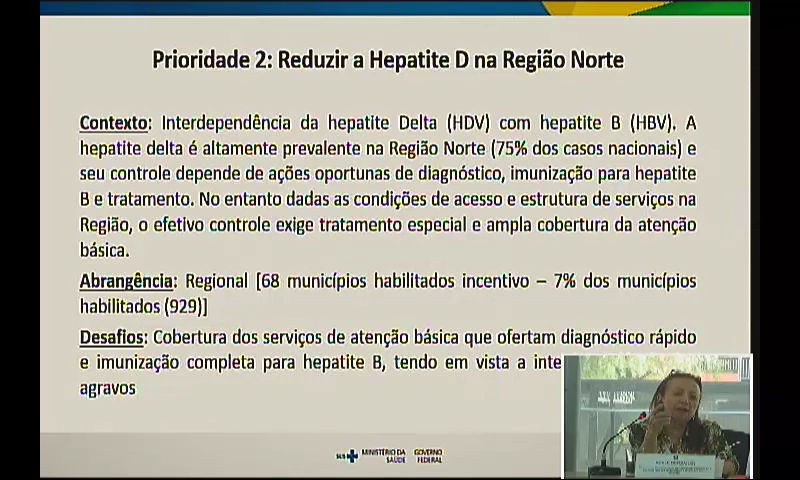 Prioridade 2: Reduzir a Hepatite D na Região Norte
Contexto: Interdependência da hepatite Delta (HDV) com hepatite B (HBV). A
hepatite delta é altamente prevalente na Região Norte (75% dos casos nacionais) e
seu controle depende de ações oportunas de diagnóstico, imunização para hepatite
B e tratamento. No entanto dadas as condições de acesso e estrutura de serviços na
Região, o efetivo controle exige tratamento especial e ampla cobertura da atenção
básica.
Abrangência: Regional [68 municípios habilitados incentivo – 7% dos municípios
habilitados (929)]
Desafios: Cobertura dos serviços de atenção básica que ofertam diagnóstico rápido
e imunização completa para hepatite B, tendo em vista a inte
agravos
SUS MINISTÉRIO DA SAÚDE GOVERNO FEDERAL